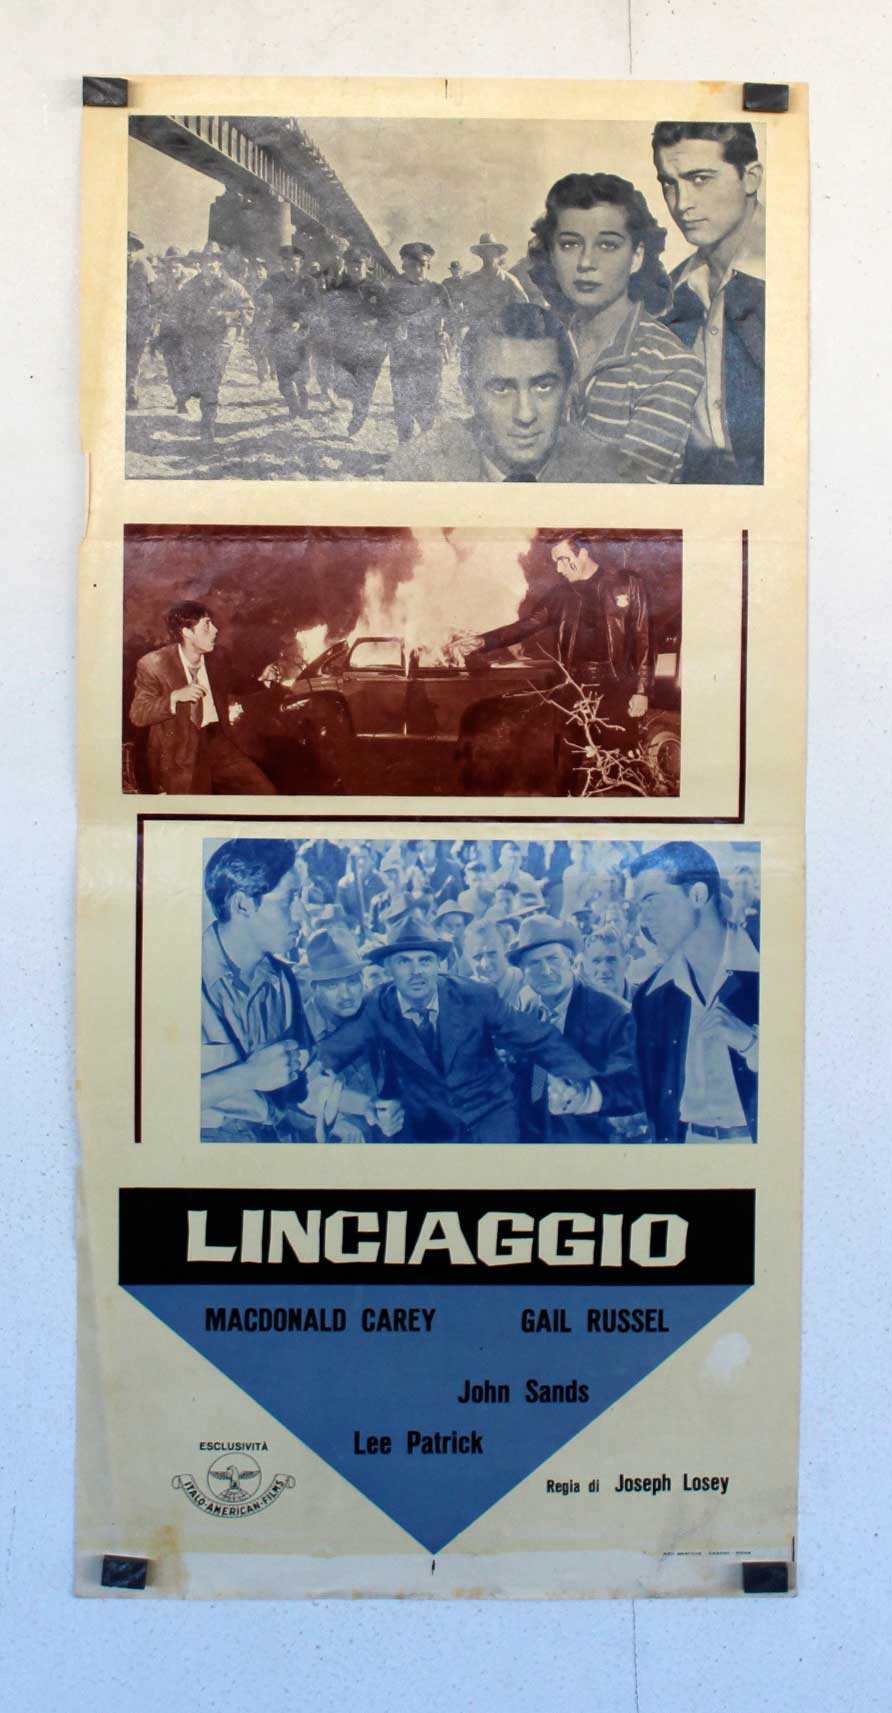 LINCIAGGIO
MACDONALD CAREY GAIL RUSSEL
John Sands
Lee Patrick
ESCLUSIVITÀ
ITALO-AMERICAN-FILMS
Regia di Joseph Losey